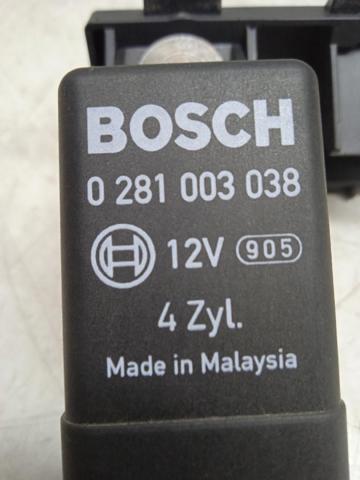 BOSCH
0 281 003 038
12V 905
4 Zyl.
Made in Malaysia